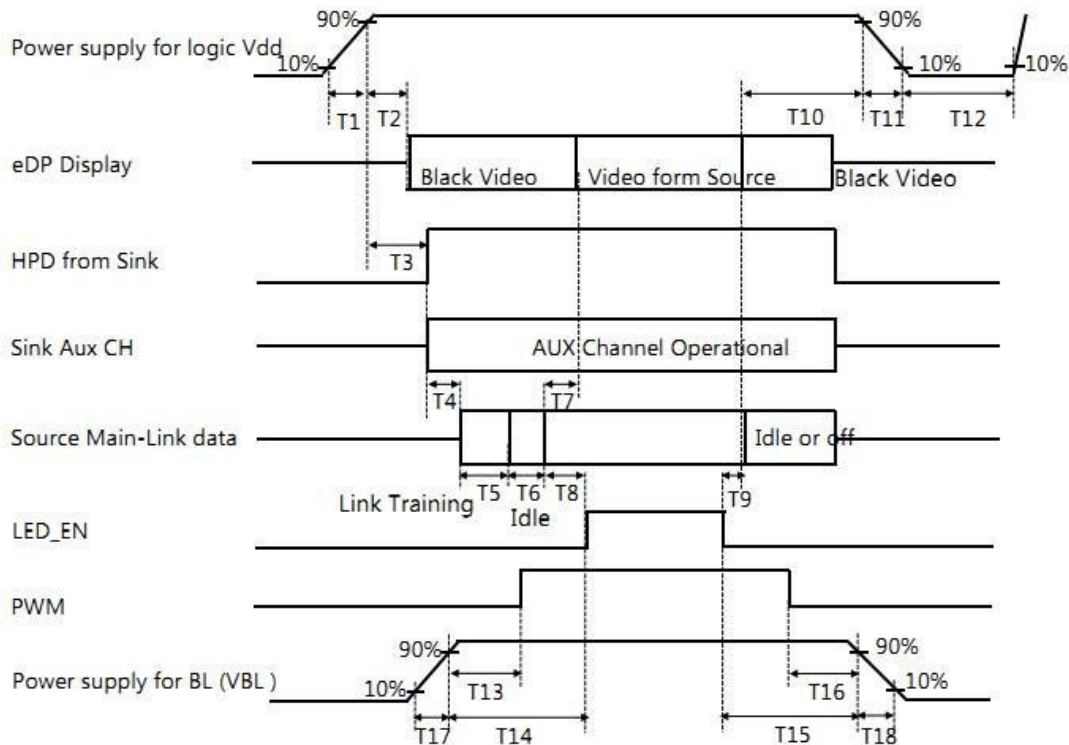 90%
90%
Power supply for logic Vdd
10%
10%
10%
T1
T2
T10
T11
T12
eDP Display
Black Video
Video form Source
Black Video
HPD from Sink
T3
Sink Aux CH
AUX Channel Operational
T4
T7
Source Main-Link data
Idle or off
T5
T6
T8
T9
Link Training
Idle
LED_EN
PWM
90%
90%
Power supply for BL (VBL )
10%
10%
T13
T16
T17
T14
T15
T18